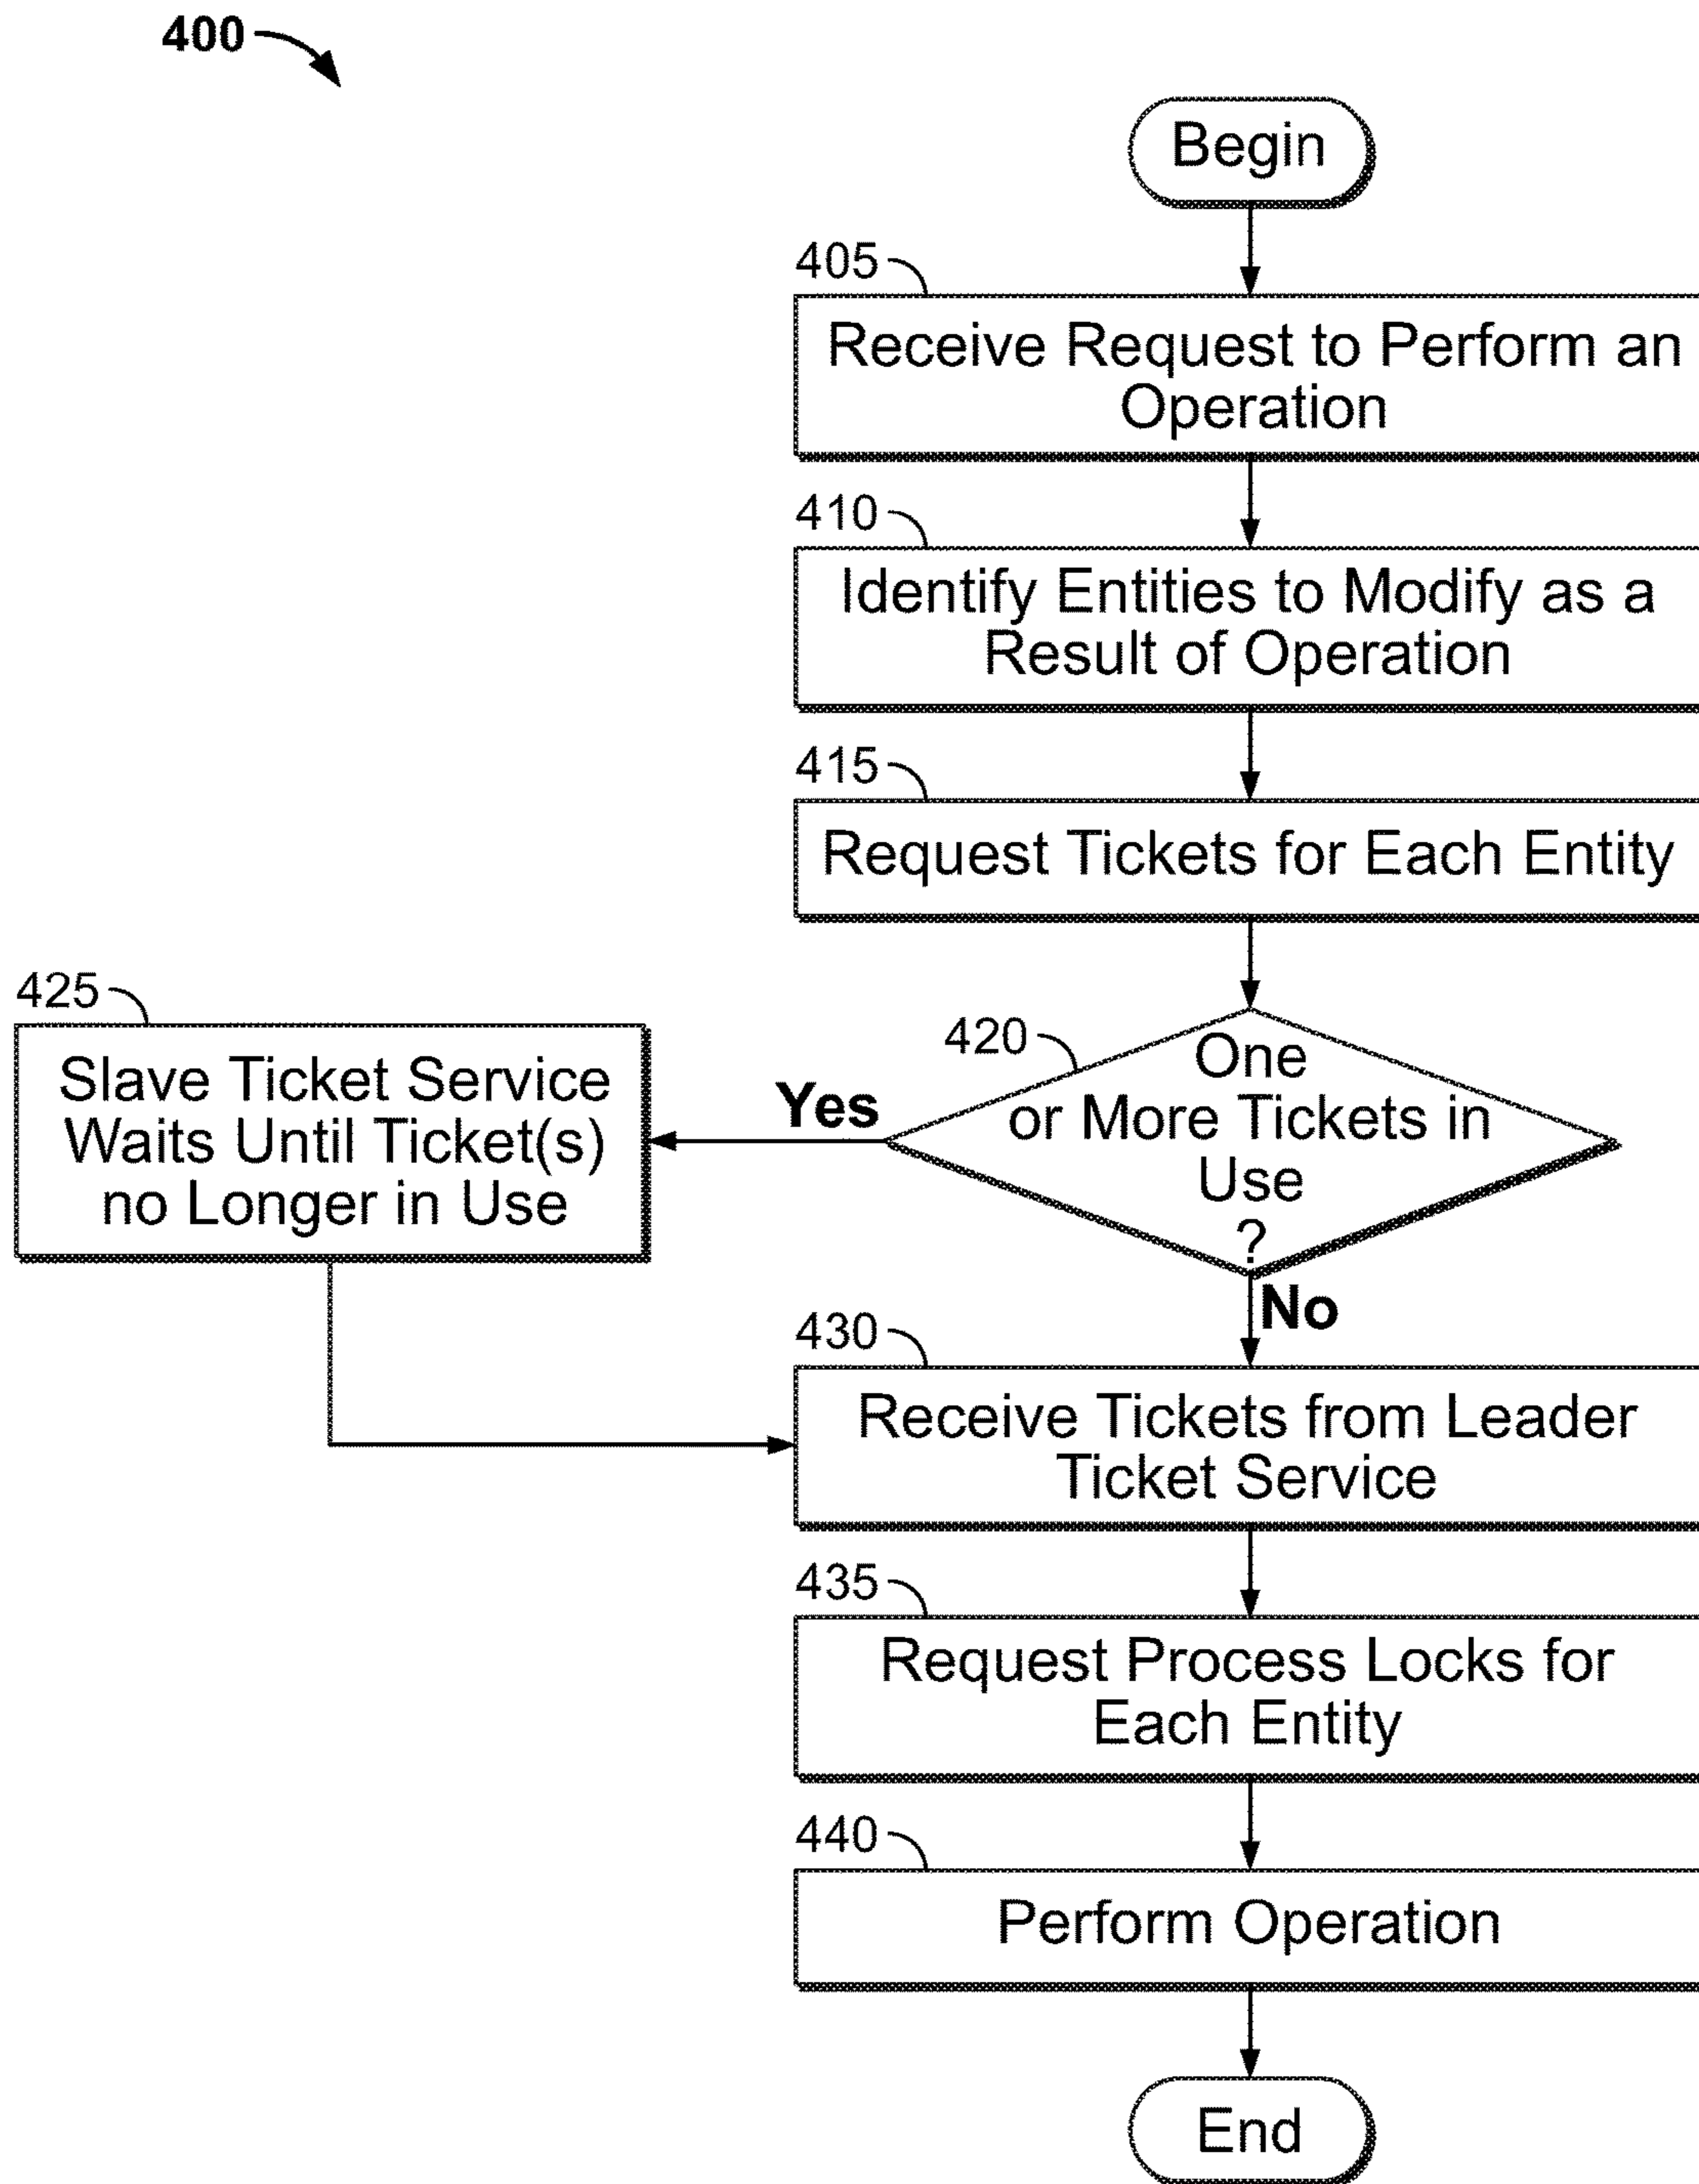 400
Begin
405
Receive Request to Perform an
Operation
410
Identify Entities to Modify as a
Result of Operation
415
Request Tickets for Each Entity
420
One
or More Tickets in
Use
?
Yes
425
Slave Ticket Service
Waits Until Ticket(s)
no Longer in Use
No
430
Receive Tickets from Leader
Ticket Service
435
Request Process Locks for
Each Entity
440
Perform Operation
End